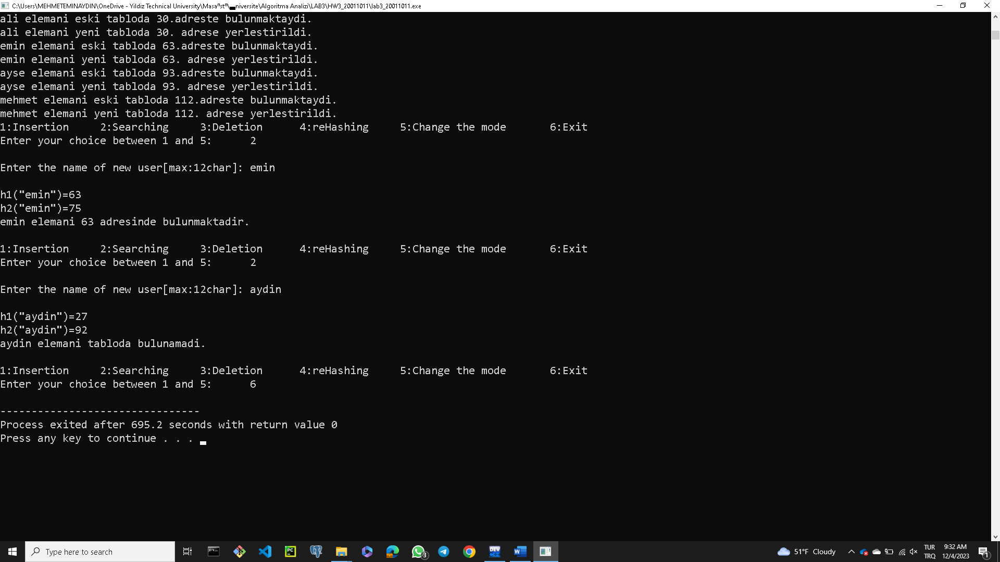 C:\Users\MEHMETEMINAYDIN\OneDrive - Yildiz Technical University\Algoritma Analizi\LAB3\HW3_20011011\lab3_20011011.exe
ali elemani eski tabloda 30.adreste bulunmaktaydi.
ali elemani yeni tabloda 30. adrese yerlestirildi.
emin elemani eski tabloda 63.adreste bulunmaktaydi.
emin elemani yeni tabloda 63. adrese yerlestirildi.
ayse elemani eski tabloda 93.adreste bulunmaktaydi.
ayse elemani yeni tabloda 93. adrese yerlestirildi.
mehmet elemani eski tabloda 112.adreste bulunmaktaydi.
mehmet elemani yeni tabloda 112. adrese yerlestirildi.
1:Insertion 2:Searching 3:Deletion 4:reHashing 5:Change the mode 6:Exit
Enter your choice between 1 and 5: 2
Enter the name of new user[max:12char]: emin
h1("emin")=63
h2("emin")=75
emin elemani 63 adresinde bulunmaktadir.
1:Insertion 2:Searching 3:Deletion 4:reHashing 5:Change the mode 6:Exit
Enter your choice between 1 and 5: 2
Enter the name of new user[max:12char]: aydin
h1("aydin")=27
h2("aydin")=92
aydin elemani tabloda bulunamadi.
1:Insertion 2:Searching 3:Deletion 4:reHashing 5:Change the mode 6:Exit
Enter your choice between 1 and 5: 6
--------------------------------
Process exited after 695.2 seconds with return value 0
Press any key to continue . . .
Type here to search
PC
3
DEV
W
51°F Cloudy
TUR
TRQ
9:32 AM
12/4/2023
1